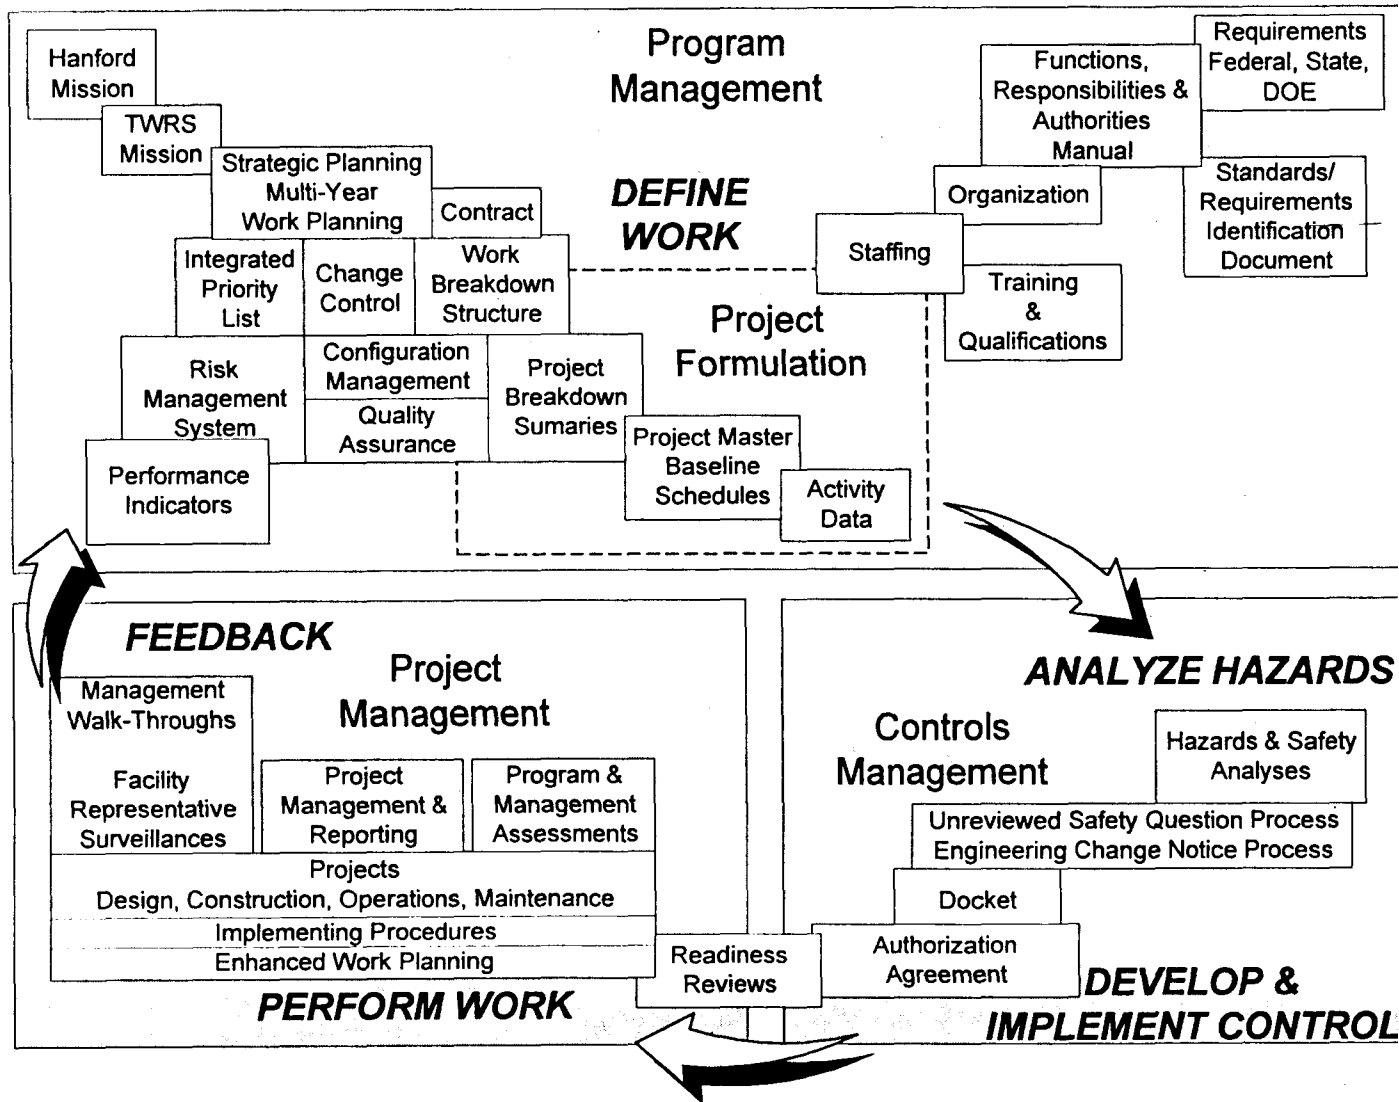 Program
Management
Hanford
Mission
TWRS
Mission
Strategic Planning
Multi-Year
Work Planning
Contract
Integrated
Priority
List
Change
Control
Work
Breakdown
Structure
Risk
Management
System
Configuration
Management
Quality
Assurance
Project
Breakdown
Sumaries
Performance
Indicators
DEFINE
WORK
Project
Formulation
Project Master
Baseline
Schedules
Activity
Data
Requirements
Federal, State,
DOE
Functions,
Responsibilities &
Authorities
Manual
Standards/
Requirements
Identification
Document
Organization
Staffing
Training
&
Qualifications
ANALYZE HAZARDS
Controls
Management
Hazards & Safety
Analyses
Unreviewed Safety Question Process
Engineering Change Notice Process
Docket
Authorization
Agreement
DEVELOP &
IMPLEMENT CONTROL
Readiness
Reviews
FEEDBACK
Project
Management
Management
Walk-Throughs
Facility
Representative
Surveillances
Project
Management &
Reporting
Program &
Management
Assessments
Projects
Design, Construction, Operations, Maintenance
Implementing Procedures
Enhanced Work Planning
PERFORM WORK